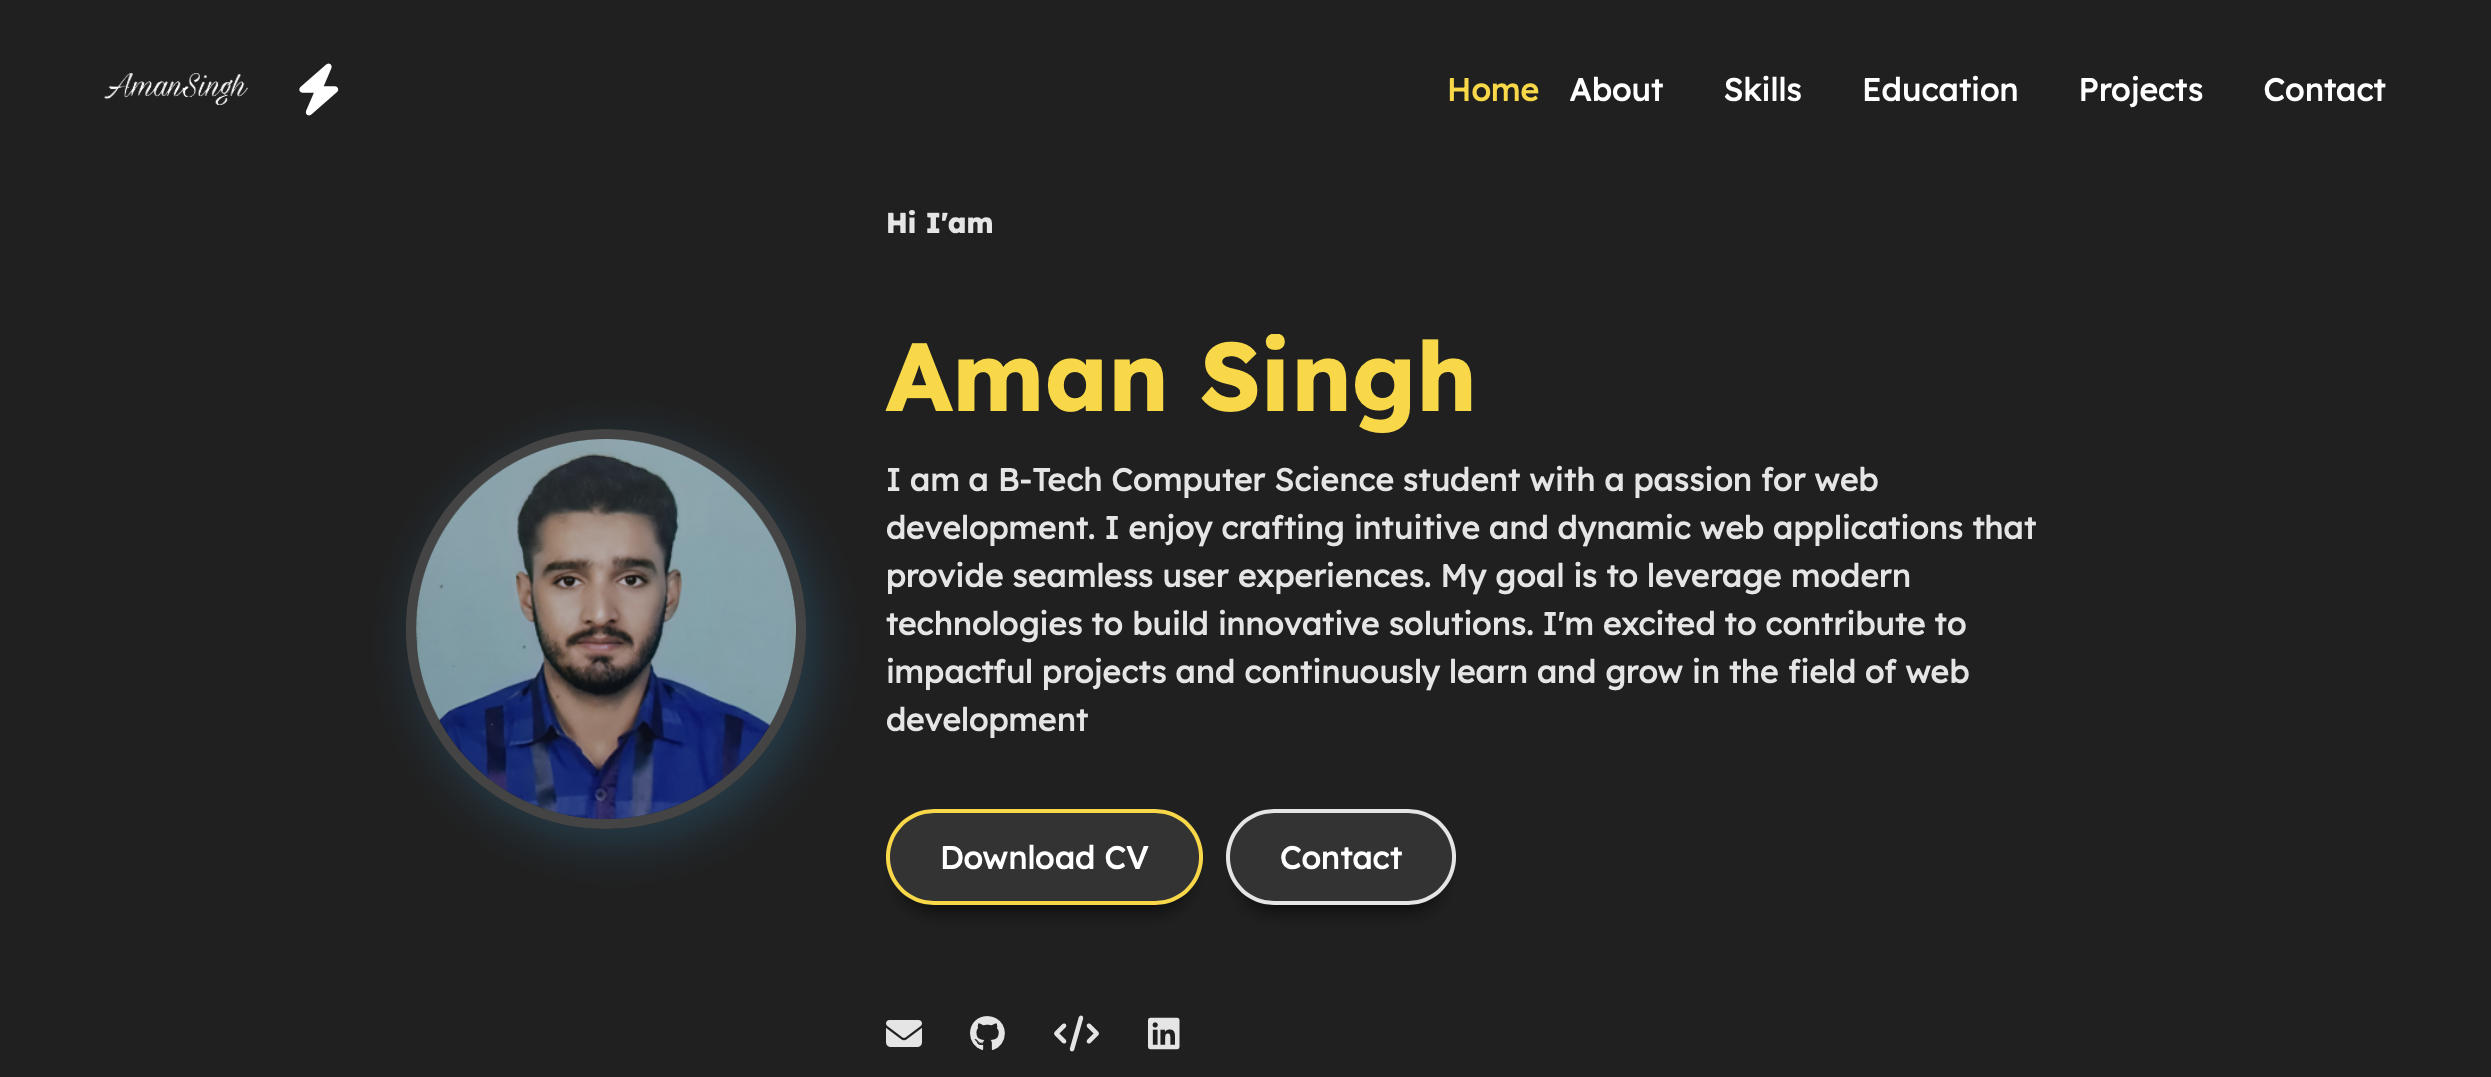 AmanSingh
Home About Skills Education Projects Contact
Hi I'am
Aman Singh
I am a B-Tech Computer Science student with a passion for web
development. I enjoy crafting intuitive and dynamic web applications that
provide seamless user experiences. My goal is to leverage modern
technologies to build innovative solutions. I'm excited to contribute to
impactful projects and continuously learn and grow in the field of web
development
Download CV Contact
in